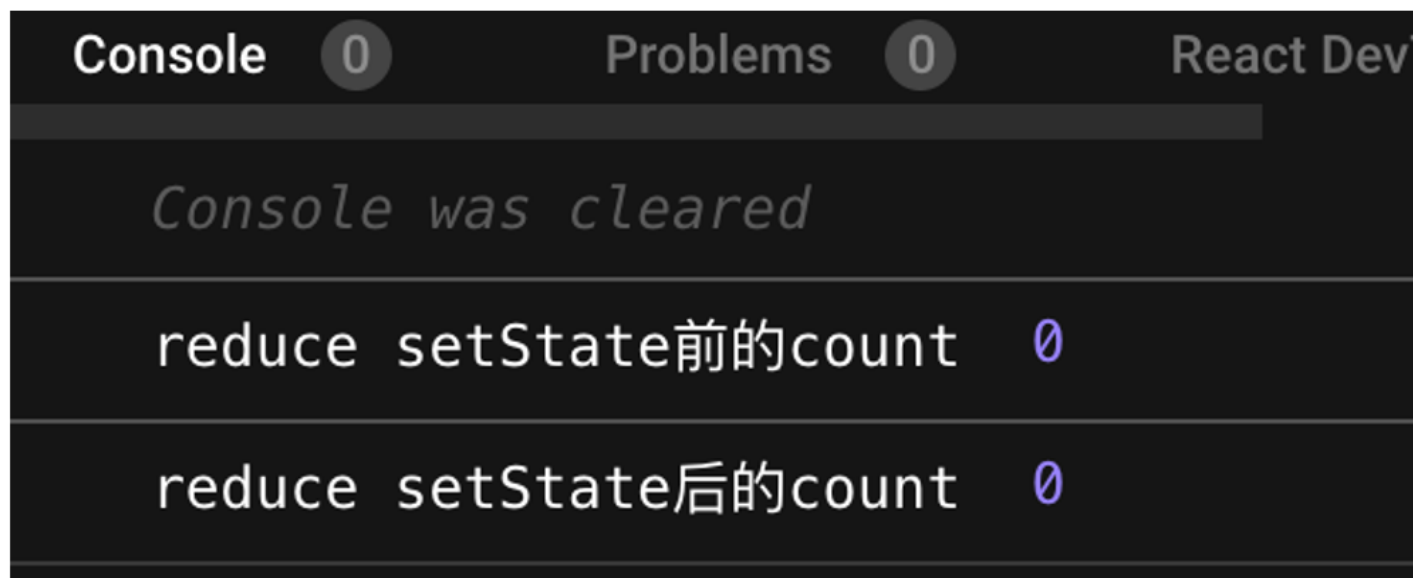 Console 0 Problems 0 React Dev
Console was cleared
reduce setState前的count 0
reduce setState后的count 0